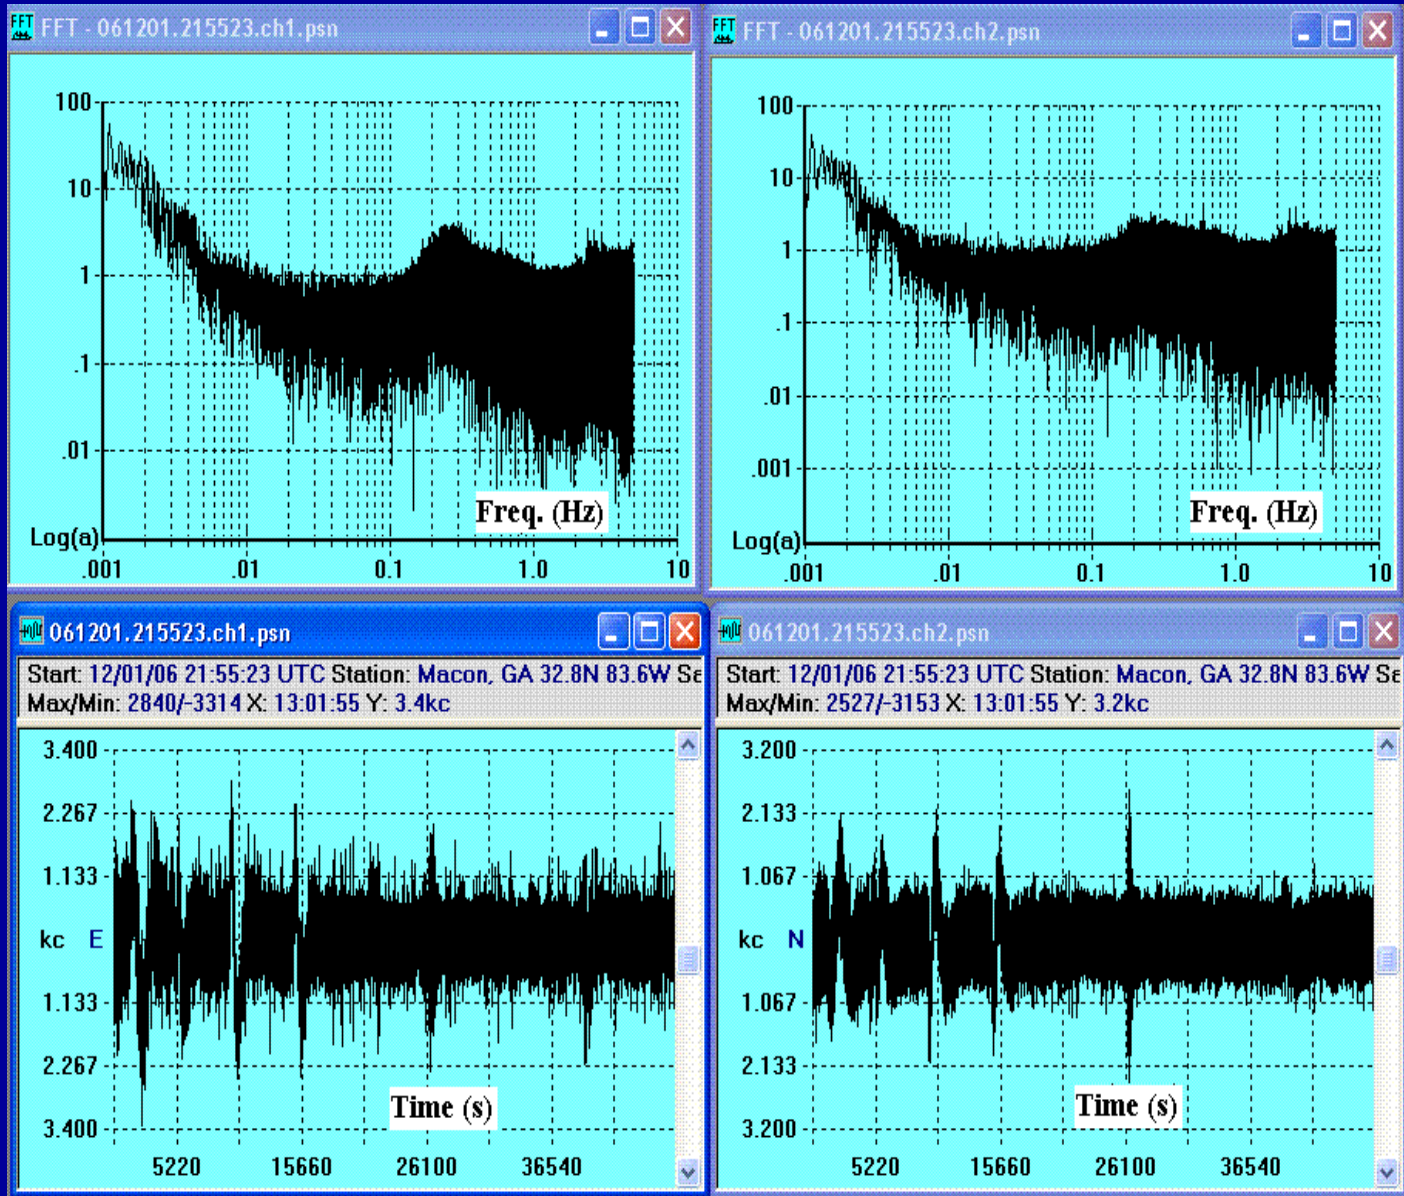 FFT - 061201.215523.ch1.psn
100
10
1
.1
.01
Log(a)
Freq. (Hz)
.001 .01 0.1 1.0 10
FFT - 061201.215523.ch2.psn
100
10
1
.1
.01
.001
Log(a)
Freq. (Hz)
.001 .01 0.1 1.0 10
061201.215523.ch1.psn
Start: 12/01/06 21:55:23 UTC Station: Macon, GA 32.8N 83.6W Sa
Max/Min: 2840/-3314 X: 13:01:55 Y: 3.4kc
3.400
2.267
1.133
kc E
1.133
2.267
3.400
Time (s)
5220 15660 26100 36540
061201.215523.ch2.psn
Start: 12/01/06 21:55:23 UTC Station: Macon, GA 32.8N 83.6W Sa
Max/Min: 2527/-3153 X: 13:01:55 Y: 3.2kc
3.200
2.133
1.067
kc N
1.067
2.133
3.200
Time (s)
5220 15660 26100 36540